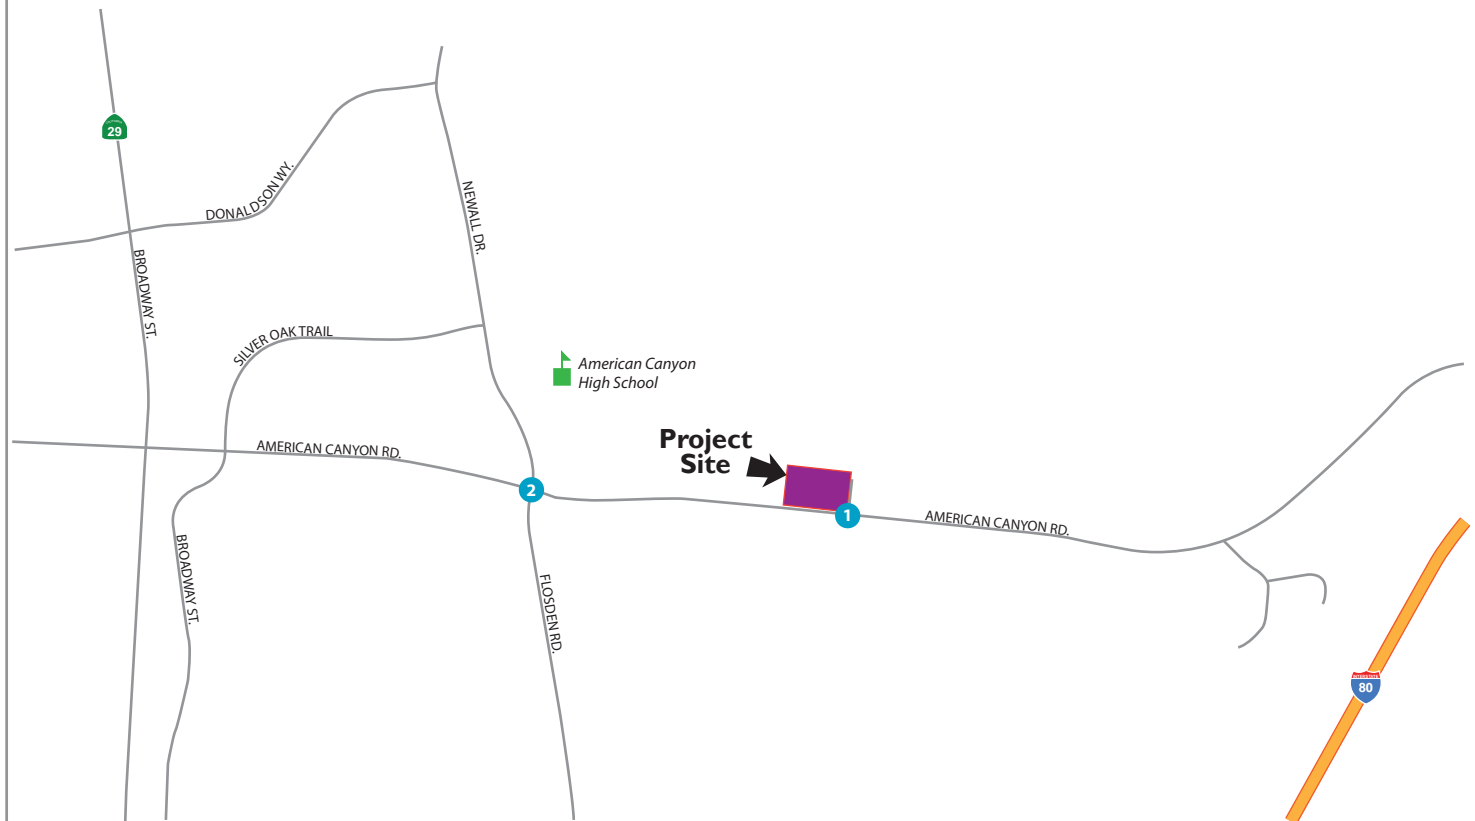 29
DONALDSON WY.
NEWALL DR.
BROADWAY ST.
SILVER OAK TRAIL
American Canyon
High School
AMERICAN CANYON RD.
Project
Site
2
1
AMERICAN CANYON RD.
BROADWAY ST.
FLOSDEN RD.
INTERSTATE
80